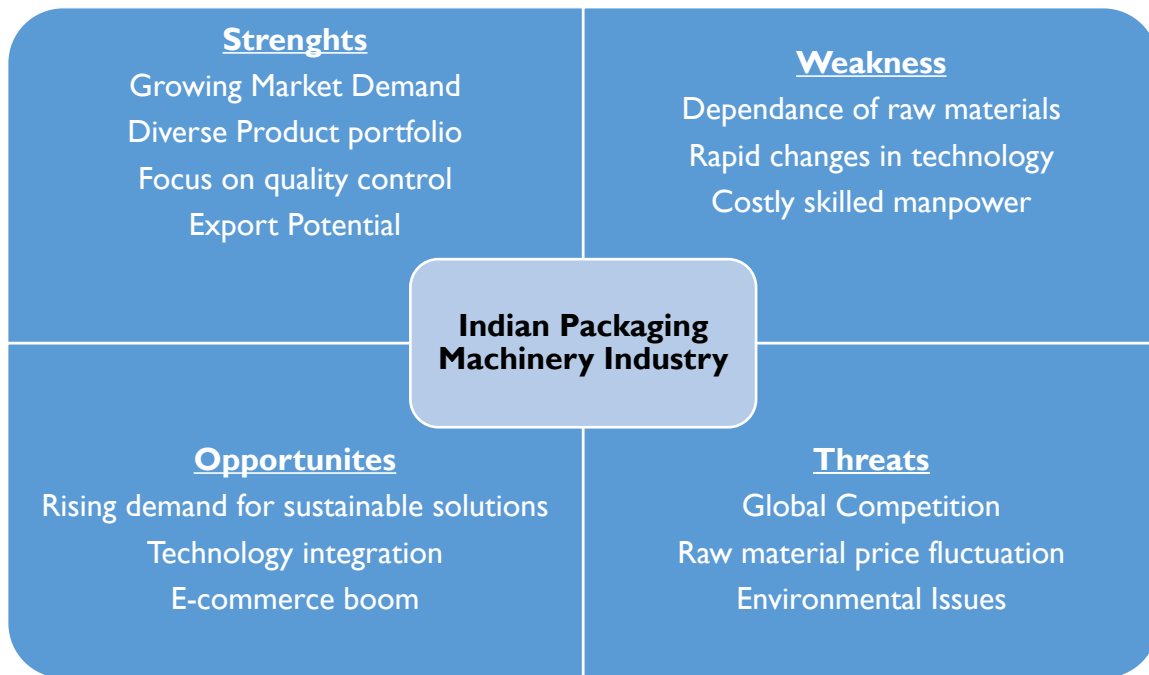 Strenghts
Growing Market Demand
Diverse Product portfolio
Focus on quality control
Export Potential
Weakness
Dependance of raw materials
Rapid changes in technology
Costly skilled manpower
Indian Packaging
Machinery Industry
Opportunites
Rising demand for sustainable solutions
Technology integration
E-commerce boom
Threats
Global Competition
Raw material price fluctuation
Environmental Issues